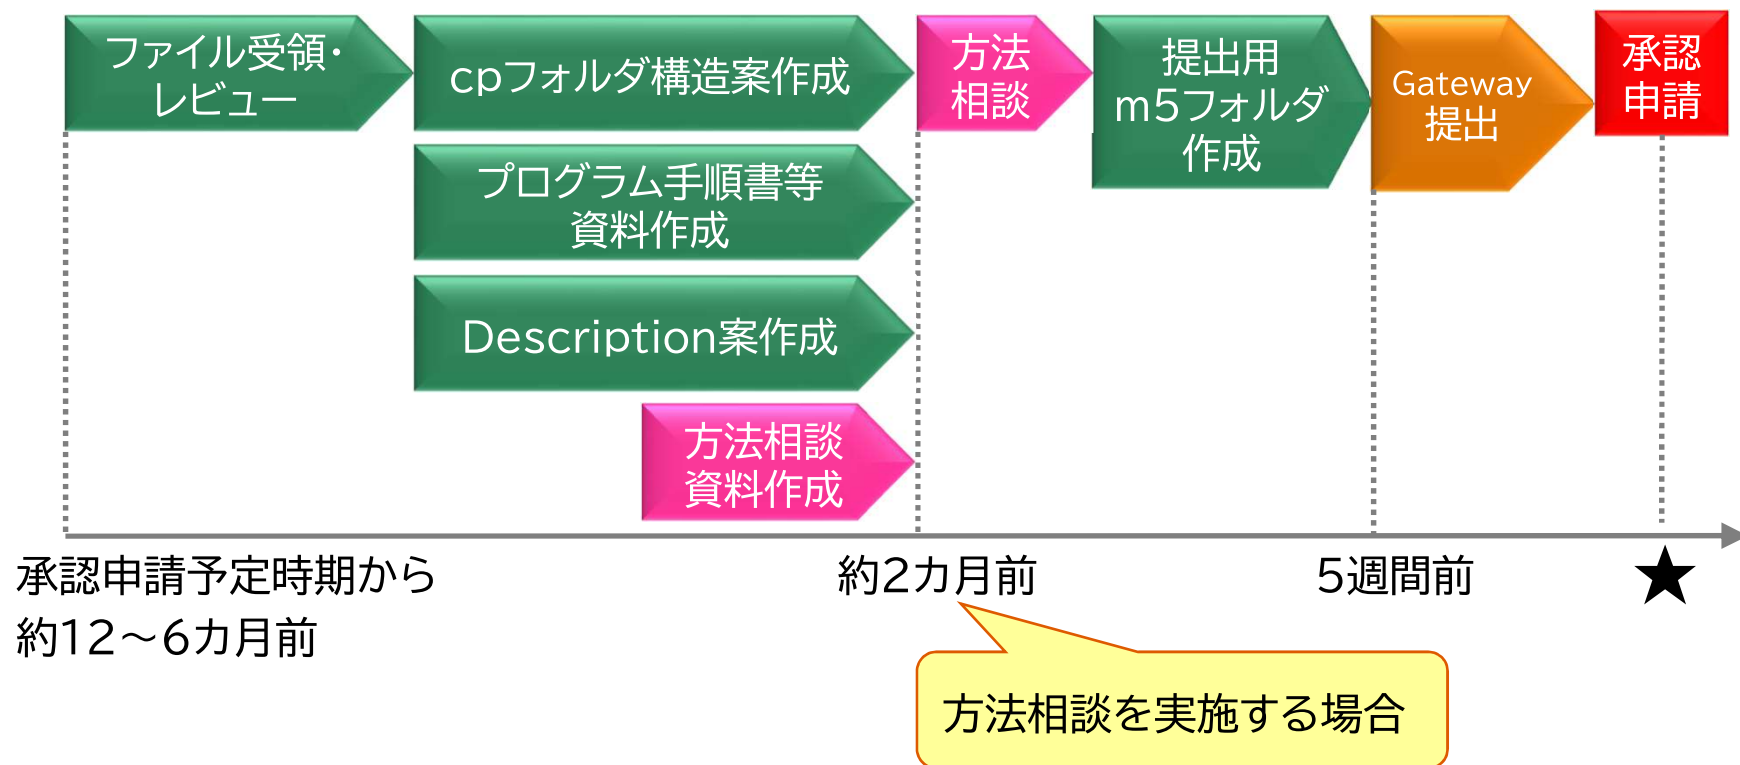 ファイル受領・
レビュー
cpフォルダ構造案作成
方法
相談
提出用
m5フォルダ
作成
Gateway
提出
承認
申請
プログラム手順書等
資料作成
Description案作成
方法相談
資料作成
承認申請予定時期から
約12～6カ月前
約2カ月前
5週間前
★
方法相談を実施する場合